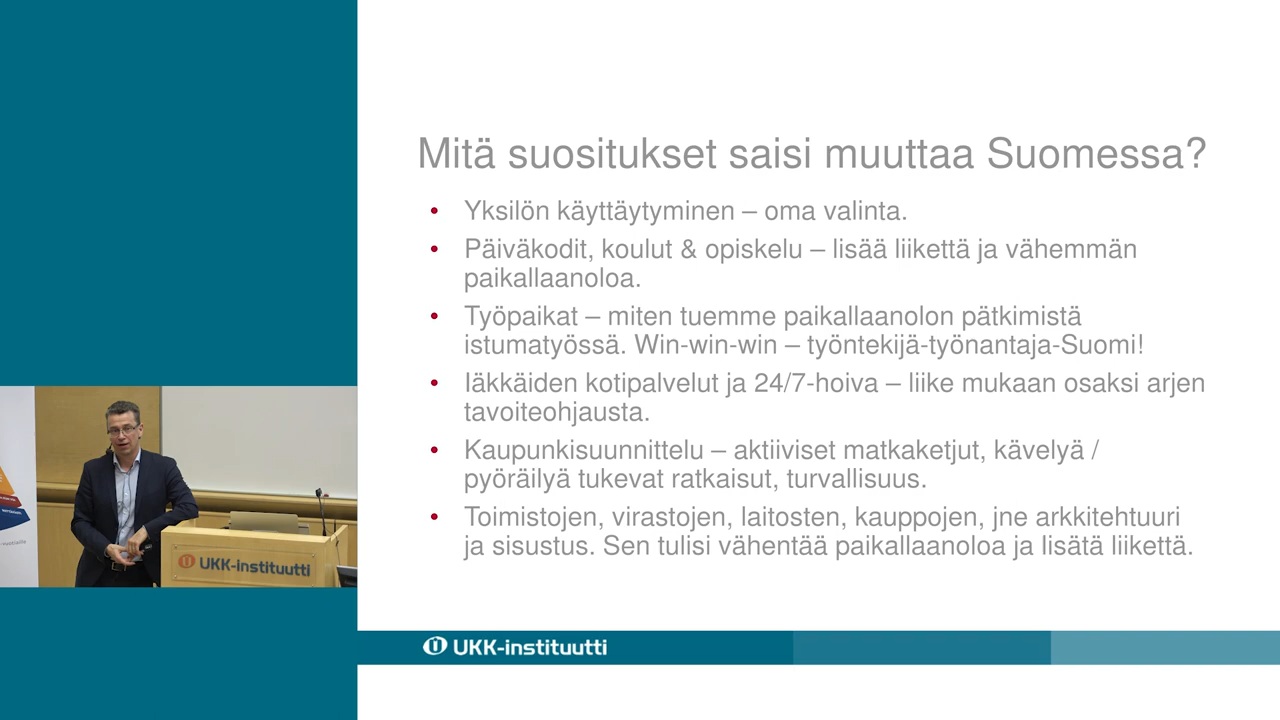 Mitä suositukset saisi muuttaa Suomessa?
• Yksilön käyttäytyminen – oma valinta.
• Päiväkodit, koulut & opiskelu – lisää liikettä ja vähemmän
paikallaanoloa.
• Työpaikat – miten tuemme paikallaanolon pätkimistä
istumatyössä. Win-win-win – työntekijä-työnantaja-Suomi!
• Iäkkäiden kotipalvelut ja 24/7-hoiva – liike mukaan osaksi arjen
tavoiteohjausta.
• Kaupunkisuunnittelu – aktiiviset matkaketjut, kävelyä /
pyöräilyä tukevat ratkaisut, turvallisuus.
• Toimistojen, virastojen, laitosten, kauppojen, jne arkkitehtuuri
ja sisustus. Sen tulisi vähentää paikallaanoloa ja lisätä liikettä.
UKK-instituutti
UKK-instituutti